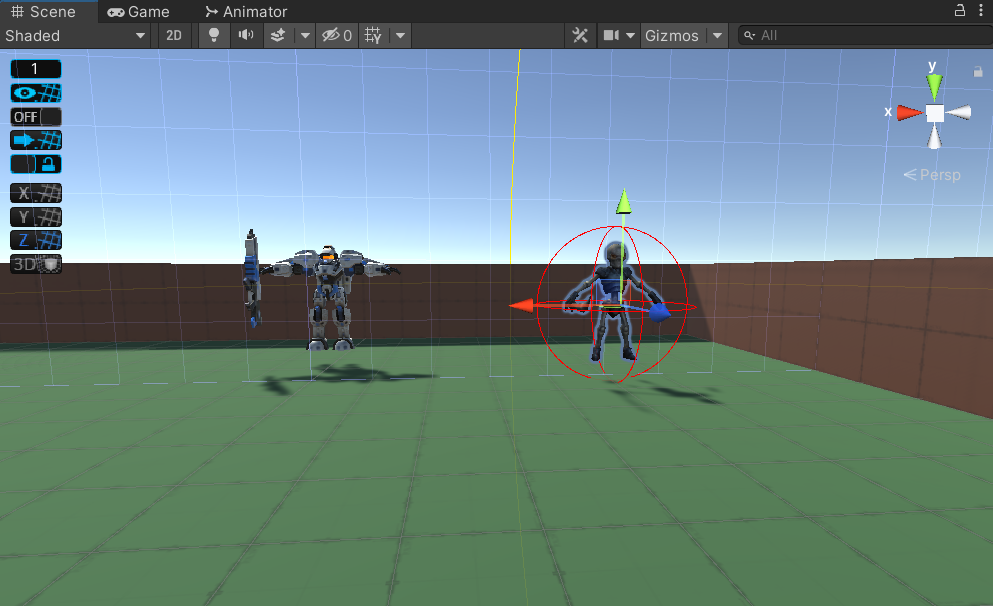 Scene Game Animator
Shaded 2D 0 Gizmos All
1
OFF
X
Y
Z
3D
y
x
Persp